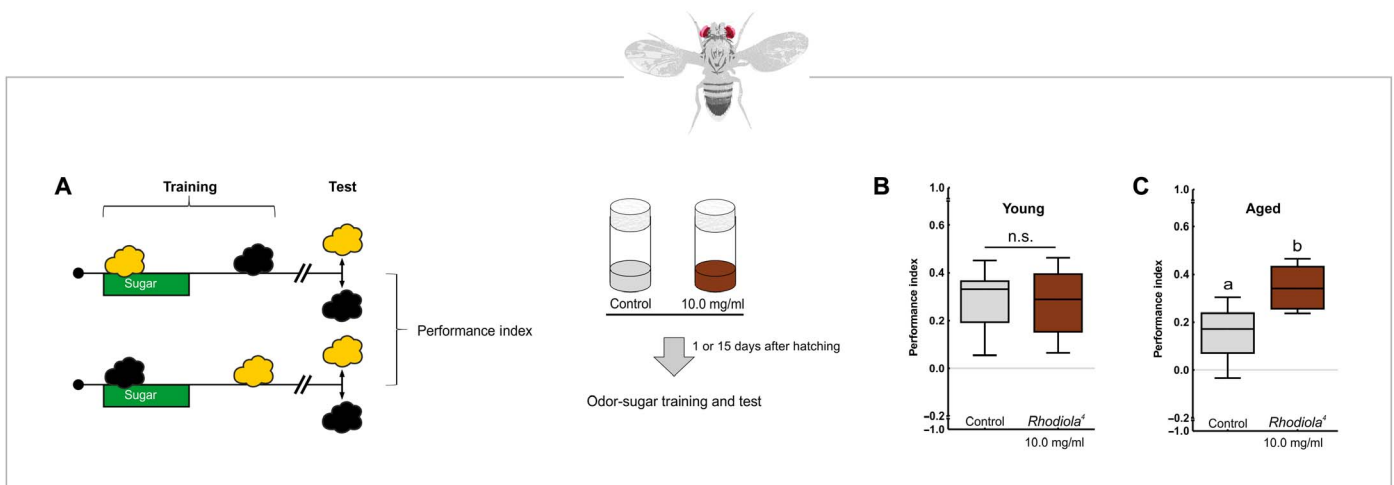 A
Training
Test
Sugar
Sugar
Performance index
Control
10.0 mg/ml
1 or 15 days after hatching
Odor-sugar training and test
B
Young
n.s.
Performance index
1.0
0.6
0.4
0.2
0.0
−0.2
−1.0
Control
Rhodiola⁴
10.0 mg/ml
C
Aged
a
b
Performance index
1.0
0.6
0.4
0.2
0.0
−0.2
−1.0
Control
Rhodiola⁴
10.0 mg/ml